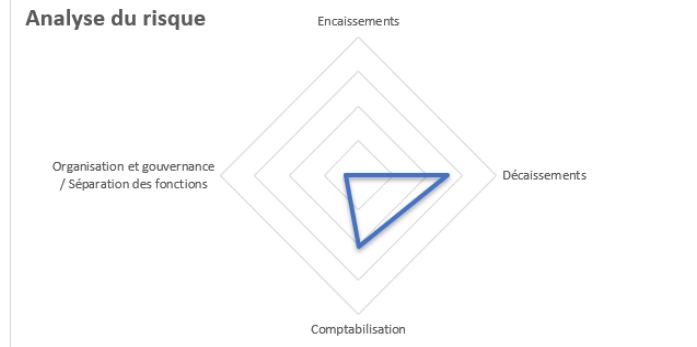 Analyse du risque
Encaissements
Organisation et gouvernance
/ Séparation des fonctions
Décaissements
Comptabilisation